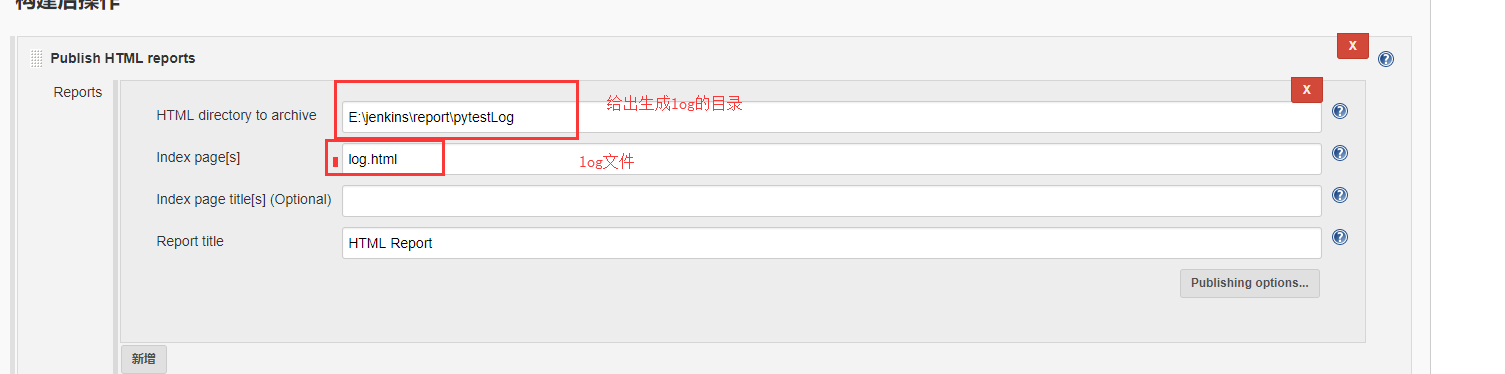 构建后操作
Publish HTML reports
X
Reports
X
HTML directory to archive
E:\jenkins\report\pytestLog
给出生成log的目录
Index page[s]
log.html
log文件
Index page title[s] (Optional)
Report title
HTML Report
Publishing options...
新增